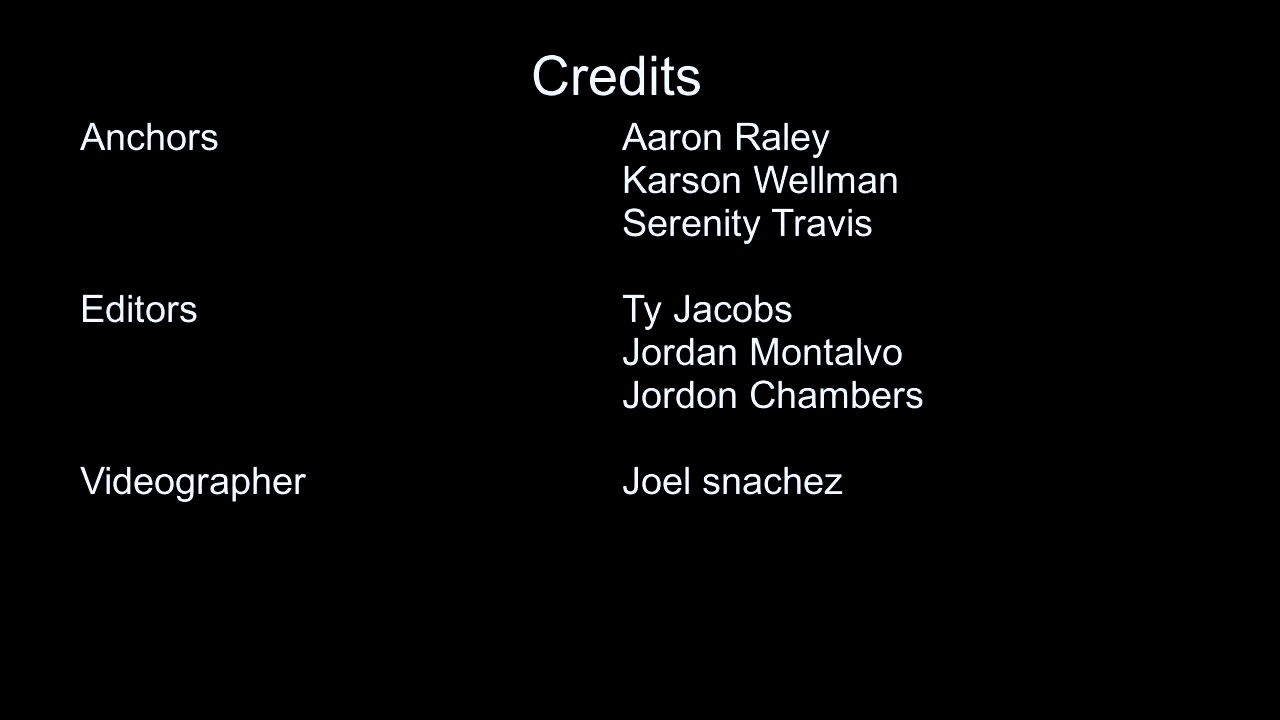 Credits
Anchors Aaron Raley
Karson Wellman
Serenity Travis
Editors Ty Jacobs
Jordan Montalvo
Jordon Chambers
Videographer Joel snachez